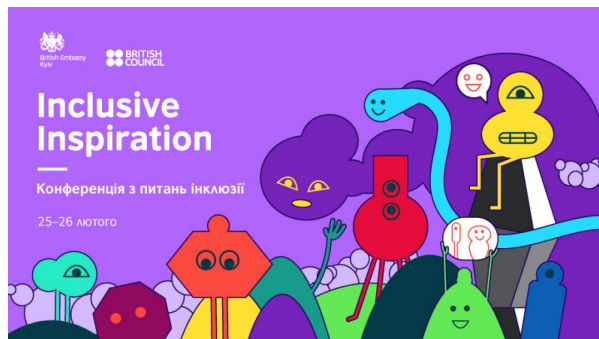 British Embassy
Kyiv
BRITISH
COUNCIL
Inclusive
Inspiration
Конференція з питань інклюзії
25–26 лютого